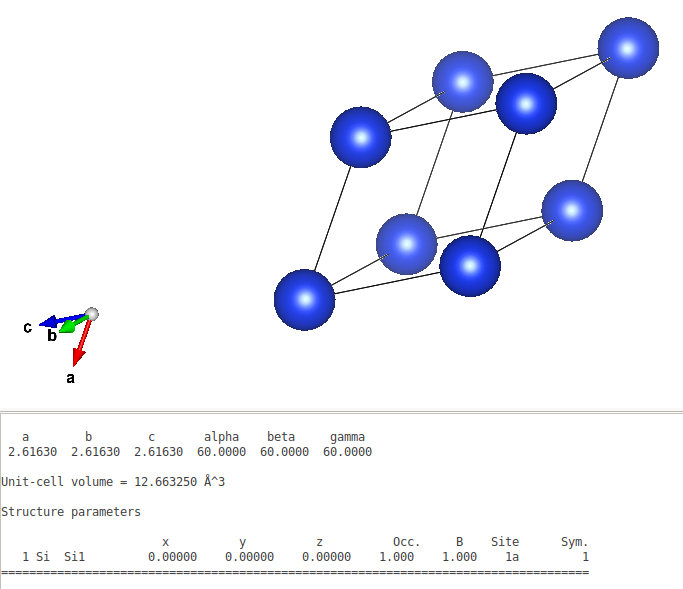 c
b
a
a b c alpha beta gamma
2.61630 2.61630 2.61630 60.0000 60.0000 60.0000
Unit-cell volume = 12.663250 Å^3
Structure parameters
x y z Occ. B Site Sym.
1 Si Si1 0.00000 0.00000 0.00000 1.000 1.000 1a 1
================================================================================